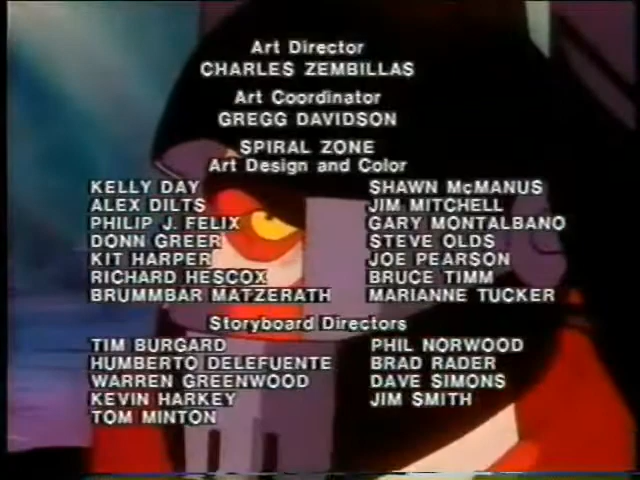 Art Director
CHARLES ZEMBILLAS
Art Coordinator
GREGG DAVIDSON
SPIRAL ZONE
Art Design and Color
KELLY DAY
ALEX DILTS
PHILIP J. FELIX
DONN GREER
KIT HARPER
RICHARD HESCOX
BRUMMBAR MATZERATH
SHAWN McMANUS
JIM MITCHELL
GARY MONTALBANO
STEVE OLDS
JOE PEARSON
BRUCE TIMM
MARIANNE TUCKER
Storyboard Directors
TIM BURGARD
HUMBERTO DELEFUENTE
WARREN GREENWOOD
KEVIN HARKEY
TOM MINTON
PHIL NORWOOD
BRAD RADER
DAVE SIMONS
JIM SMITH